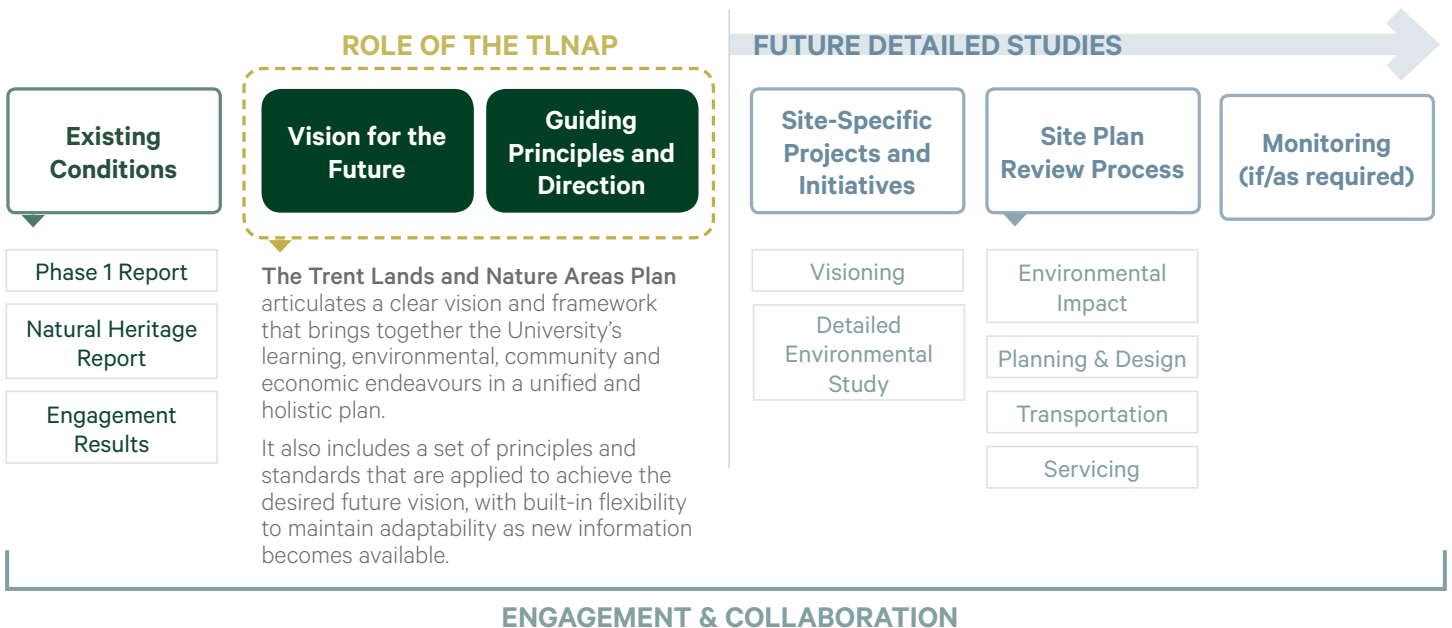 ROLE OF THE TLNAP
FUTURE DETAILED STUDIES
Existing
Conditions
Vision for the
Future
Guiding
Principles and
Direction
Site-Specific
Projects and
Initiatives
Site Plan
Review Process
Monitoring
(if/as required)
Phase 1 Report
Natural Heritage
Report
Engagement
Results
The Trent Lands and Nature Areas Plan
articulates a clear vision and framework
that brings together the University’s
learning, environmental, community and
economic endeavours in a unified and
holistic plan.
It also includes a set of principles and
standards that are applied to achieve the
desired future vision, with built-in flexibility
to maintain adaptability as new information
becomes available.
Visioning
Detailed
Environmental
Study
Environmental
Impact
Planning & Design
Transportation
Servicing
ENGAGEMENT & COLLABORATION